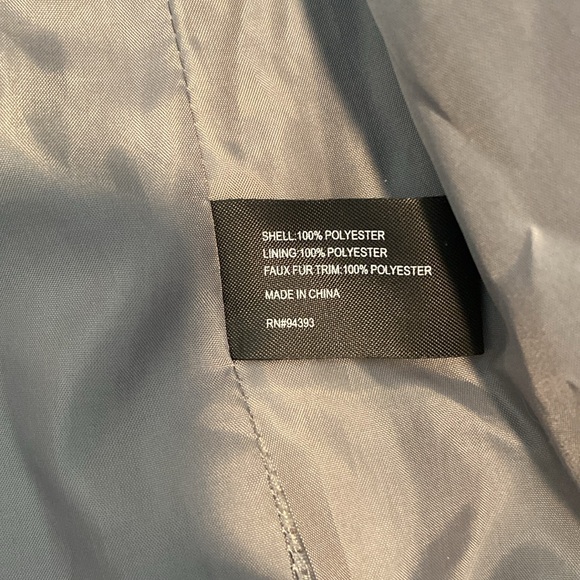 SHELL:100% POLYESTER
LINING:100% POLYESTER
FAUX FUR TRIM:100% POLYESTER
MADE IN CHINA
RN#94393